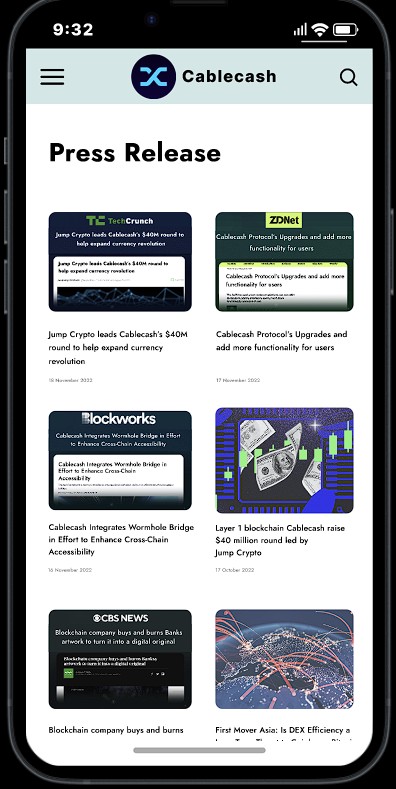 9:32
Cablecash
Press Release
TechCrunch
Jump Crypto leads Cablecash's $40M round to
help expand currency revolution
Jump Crypto leads Cablecash's $40M round to
help expand currency revolution
Jump Crypto leads Cablecash's $40M
round to help expand currency
revolution
18 November 2022
ZDNet
Cablecash Protocol's Upgrades and add more
functionality for users
Cablecash Protocol's Upgrades and add more
functionality for users
Cablecash Protocol's Upgrades and
add more functionality for users
17 November 2022
Blockworks
Cablecash Integrates Wormhole Bridge in Effort
to Enhance Cross-Chain Accessibility
Cablecash Integrates Wormhole Bridge in
Effort to Enhance Cross-Chain
Accessibility
Cablecash Integrates Wormhole Bridge
in Effort to Enhance Cross-Chain
Accessibility
16 November 2022
Layer 1 blockchain Cablecash raise
$40 million round led by
Jump Crypto
17 October 2022
CBS NEWS
Blockchain company buys and burns Banks
artwork to turn it into a digital original
Blockchain company buys and burns Banks
artwork to turn it into a digital original
Blockchain company buys and burns
First Mover Asia: Is DEX Efficiency a